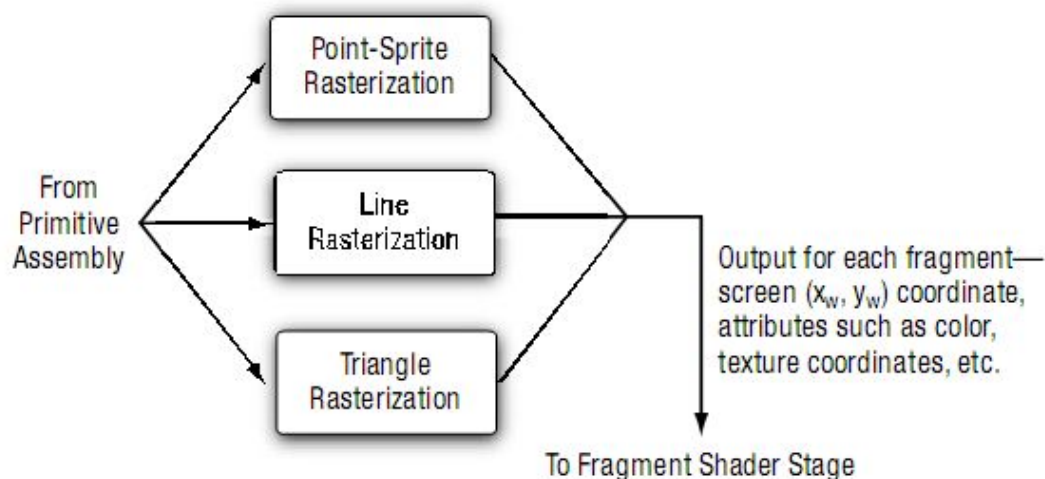 Point-Sprite
Rasterization
From
Primitive
Assembly
Line
Rasterization
Triangle
Rasterization
Output for each fragment—
screen (xw, yw) coordinate,
attributes such as color,
texture coordinates, etc.
To Fragment Shader Stage